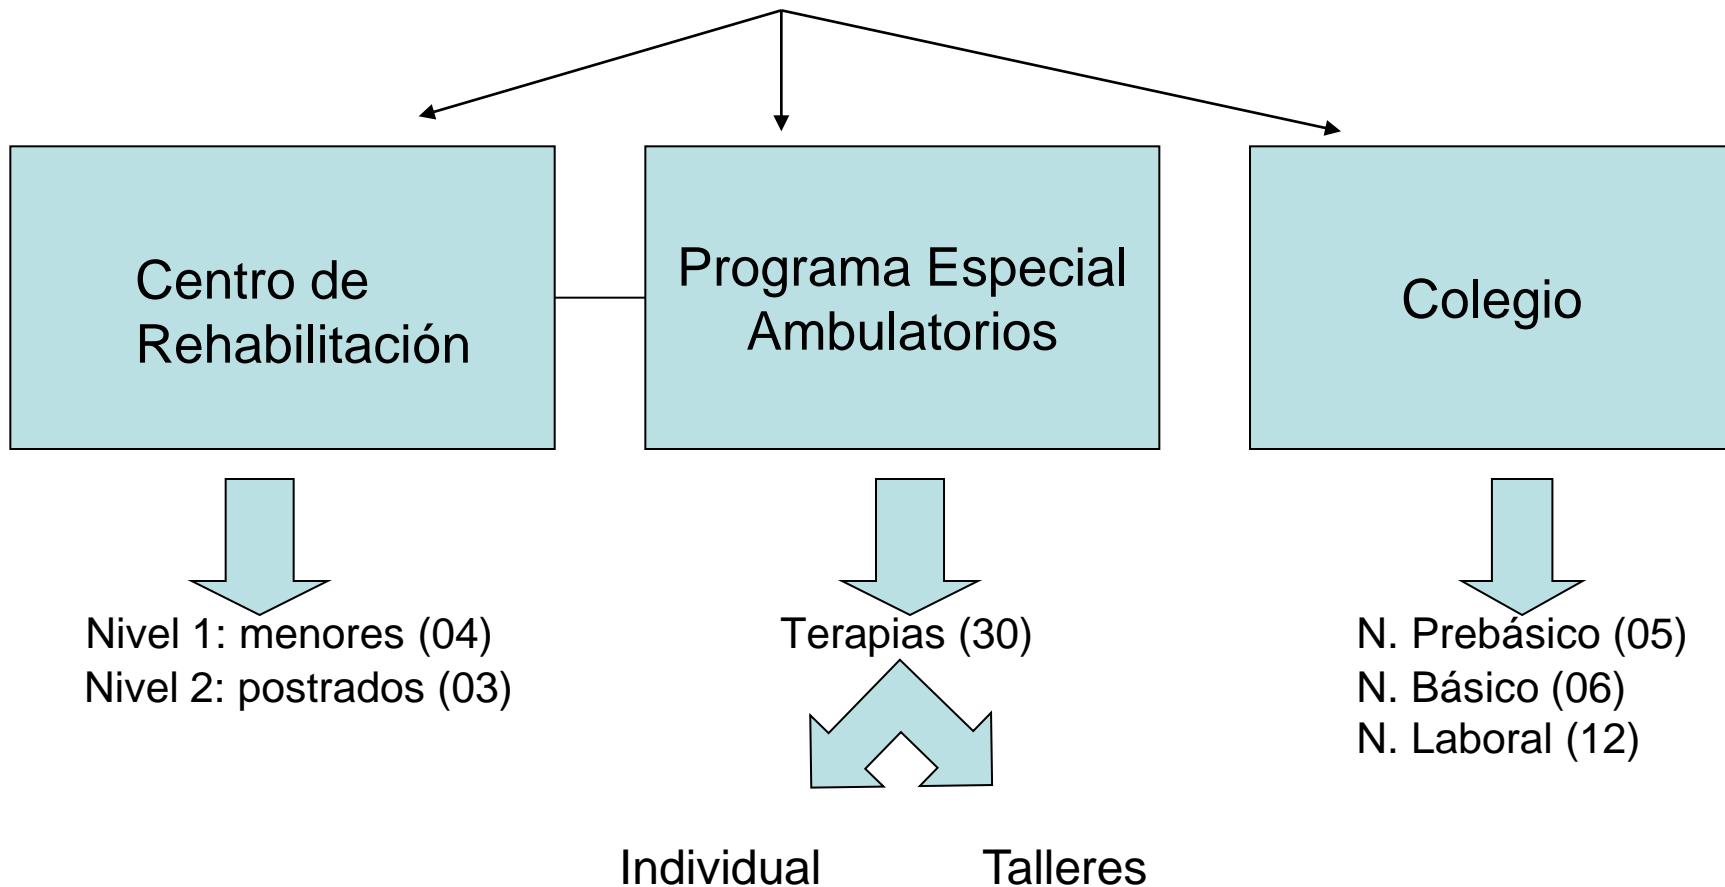 Centro de
Rehabilitación
Programa Especial
Ambulatorios
Colegio
Nivel 1: menores (04)
Nivel 2: postrados (03)
Terapias (30)
N. Prebásico (05)
N. Básico (06)
N. Laboral (12)
Individual
Talleres